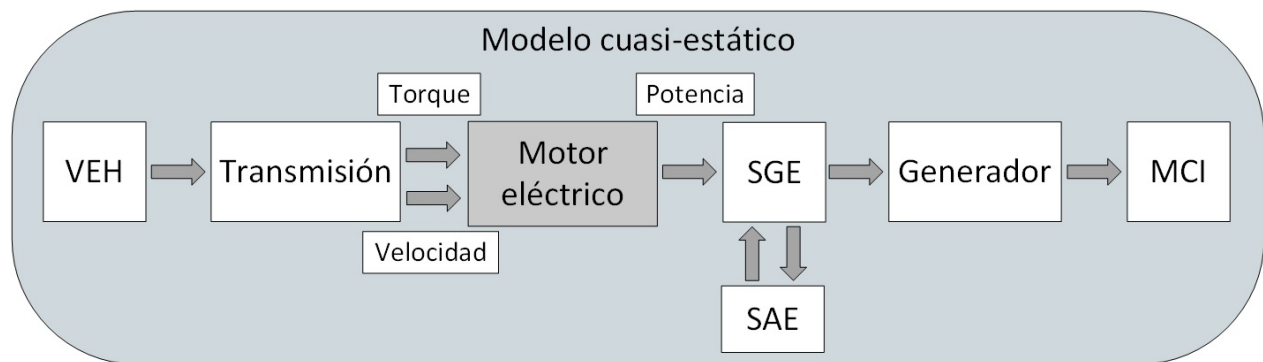 Modelo cuasi-estático
Torque
Potencia
VEH
Transmisión
Motor
eléctrico
SGE
Generador
MCI
Velocidad
SAE